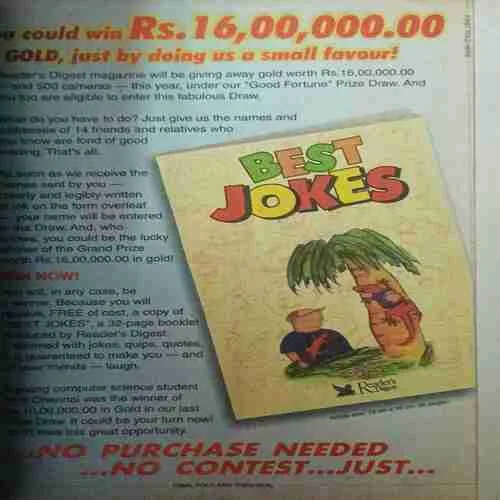 could win Rs.16,00,000.00
GOLD, just by doing us a small favour!
Reader's Digest magazine will be giving away gold worth Rs.16,00,000.00
and 500 cameras — this year, under our "Good Fortune" Prize Draw. And
you too are eligible to enter this fabulous Draw.
What do you have to do? Just give us the names and
addresses of 14 friends and relatives who
you know are fond of good
That's all.
soon as we receive the
names sent by you —
clearly and legibly written
ink on the form overleaf
your name will be entered
Draw. And, who
knows, you could be the lucky
winner of the Grand Prize
worth Rs.16,00,000.00 in gold!
NOW!
will, in any case, be
winner. Because you will
receive, FREE of cost, a copy of
"BEST JOKES", a 32-page booklet
produced by Reader's Digest.
with jokes, quips, quotes,
is guaranteed to make you — and
your friends — laugh.
young computer science student
from Chennai was the winner of
10,00,000.00 in Gold in our last
Draw. It could be your turn now!
Don't miss this great opportunity.
BEST
JOKES
Reader's
Digest
...NO PURCHASE NEEDED
...NO CONTEST...JUST...